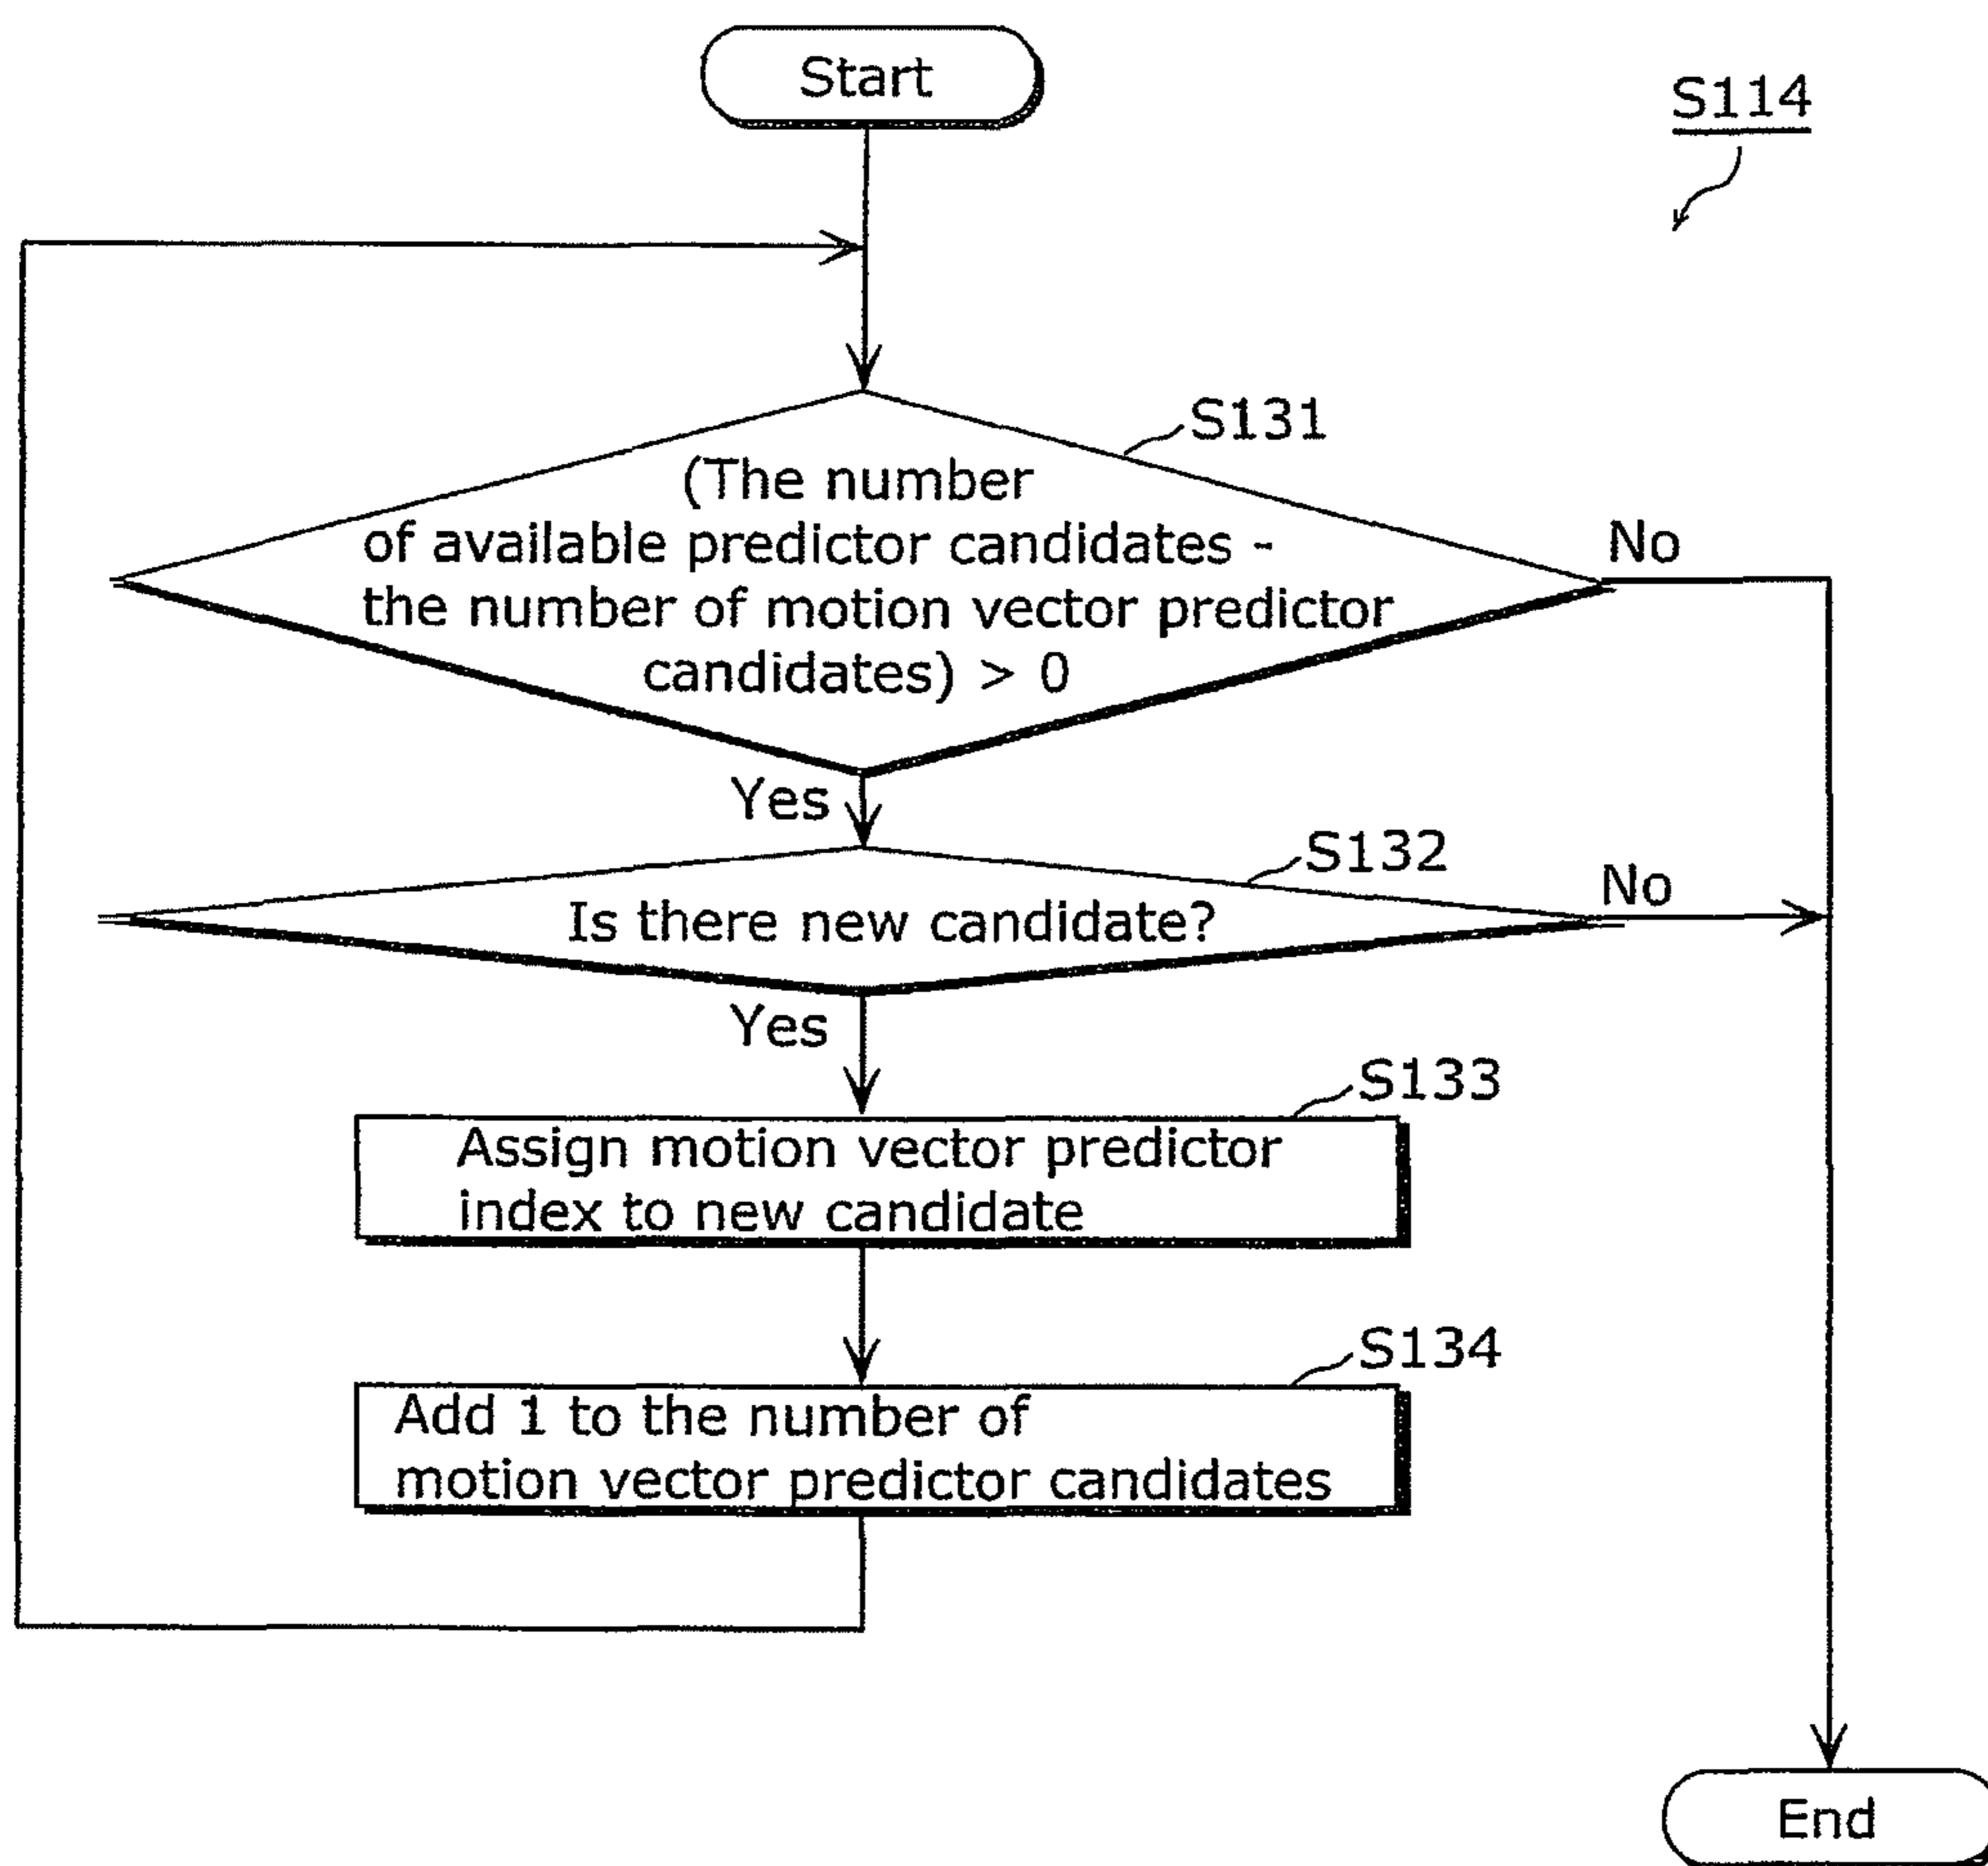 Start
S114
S131
(The number
of available predictor candidates -
the number of motion vector predictor
candidates) > 0
No
Yes
S132
Is there new candidate?
No
Yes
S133
Assign motion vector predictor
index to new candidate
S134
Add 1 to the number of
motion vector predictor candidates
End